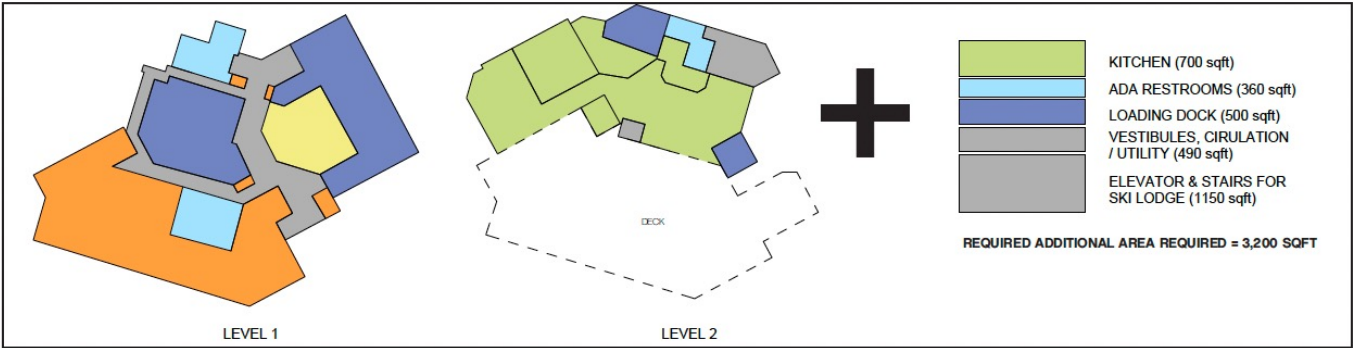 KITCHEN (700 sqft)
ADA RESTROOMS (360 sqft)
LOADING DOCK (500 sqft)
VESTIBULES, CIRULATION
/ UTILITY (490 sqft)
ELEVATOR & STAIRS FOR
SKI LODGE (1150 sqft)
DECK
REQUIRED ADDITIONAL AREA REQUIRED = 3,200 SQFT
LEVEL 1
LEVEL 2